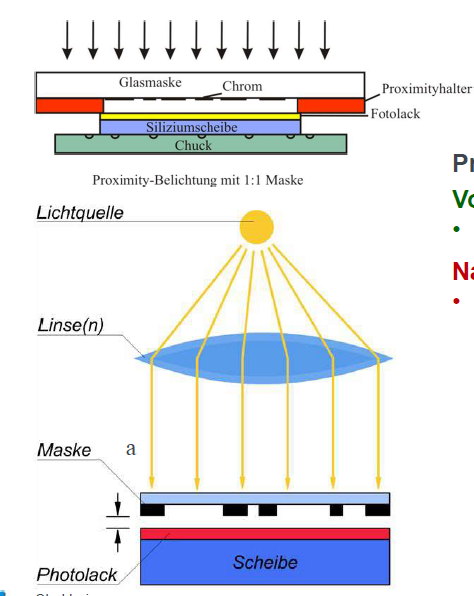 Glasmaske
Chrom
Proximityhalter
Fotolack
Siliziumscheibe
Chuck
Proximity-Belichtung mit 1:1 Maske
Pr
Lichtquelle
Vo
•
Na
•
Linse(n)
Maske
a
Scheibe
Photolack